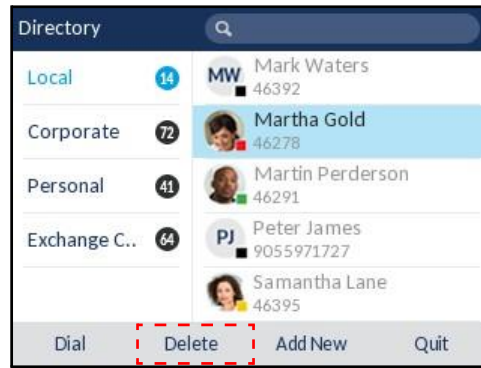 Directory
Local 14
Corporate 72
Personal 41
Exchange C.. 64
MW Mark Waters
46392
Martha Gold
46278
Martin Perderson
46291
PJ Peter James
9055971727
Samantha Lane
46395
Dial Delete Add New Quit